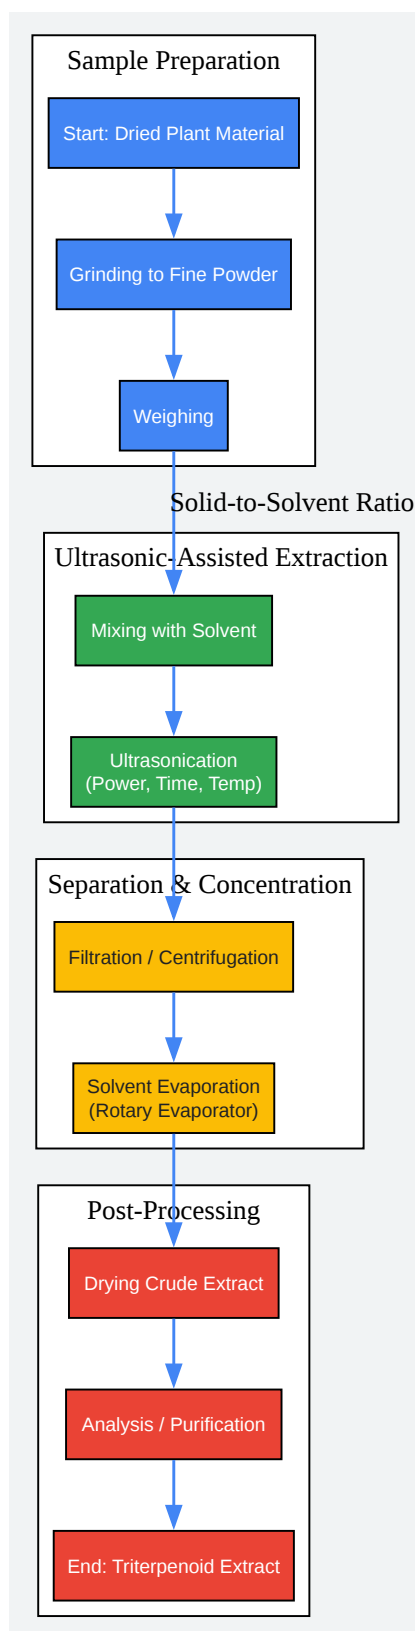 Sample Preparation
Start: Dried Plant Material
Grinding to Fine Powder
Weighing
Solid-to-Solvent Ratio
Ultrasonic-Assisted Extraction
Mixing with Solvent
Ultrasonication
(Power, Time, Temp)
Separation & Concentration
Filtration / Centrifugation
Solvent Evaporation
(Rotary Evaporator)
Post-Processing
Drying Crude Extract
Analysis / Purification
End: Triterpenoid Extract